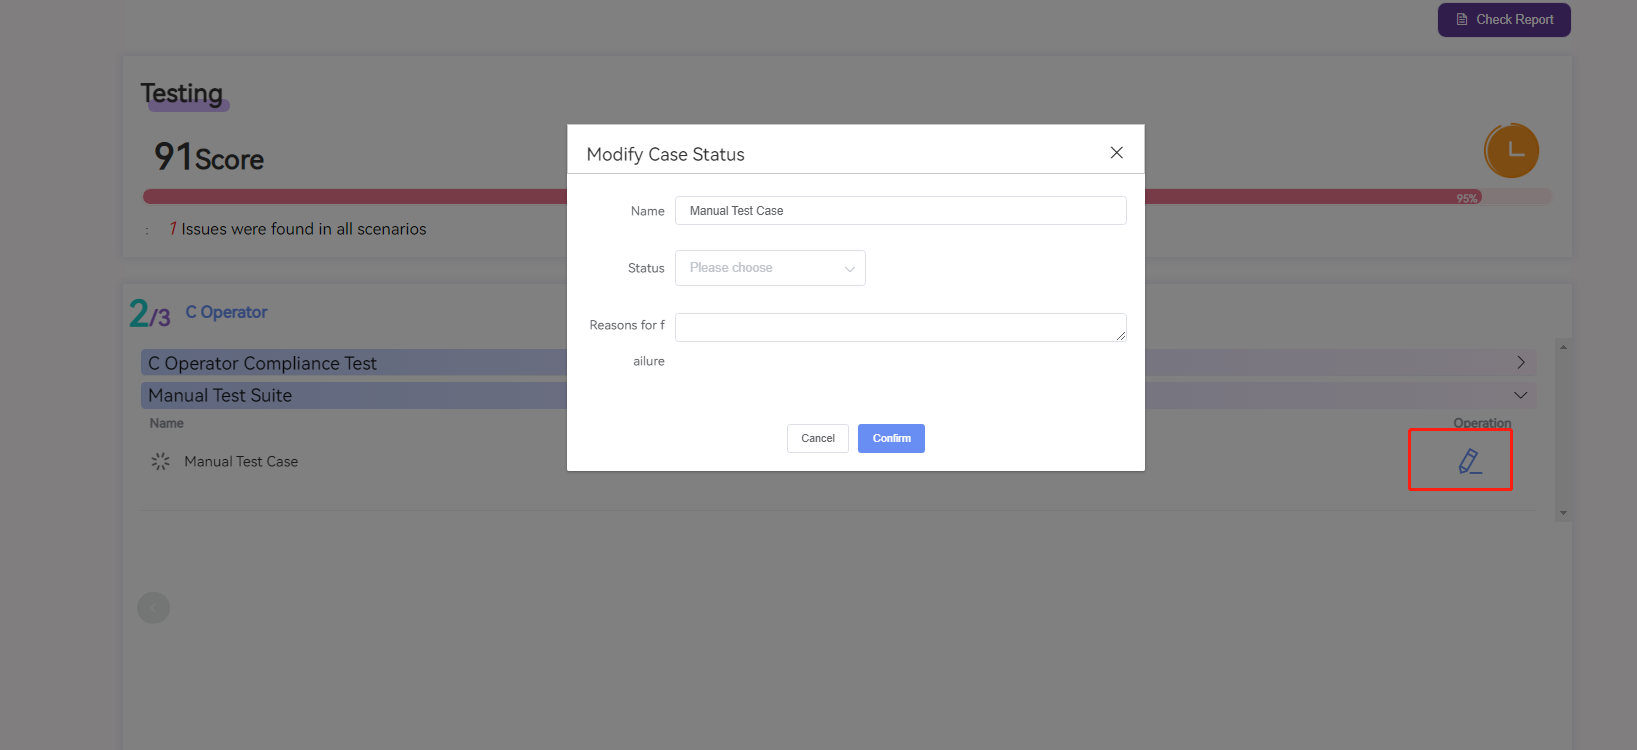 Check Report
Testing
91Score
95%
: 1 Issues were found in all scenarios
Modify Case Status
Name Manual Test Case
Status Please choose
Reasons for f
ailure
Cancel Confirm
2/3 C Operator
C Operator Compliance Test
Manual Test Suite
Name Operation
Manual Test Case